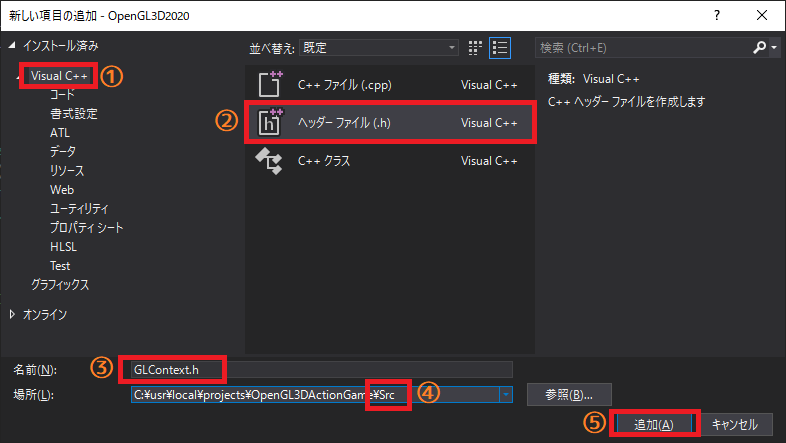 新しい項目の追加 - OpenGL3D2020
? ×
インストール済み
Visual C++
①
コード
書式設定
ATL
データ
リソース
Web
ユーティリティ
プロパティ シート
HLSL
Test
グラフィックス
オンライン
並べ替え: 既定
C++ ファイル (.cpp) Visual C++
② ヘッダー ファイル (.h) Visual C++
C++ クラス Visual C++
検索 (Ctrl+E)
種類: Visual C++
C++ ヘッダー ファイルを作成します
名前(N): ③ GLContext.h
場所(L): C:¥usr¥local¥projects¥OpenGL3DActionGame¥Src ④
参照(B)...
⑤ 追加(A) キャンセル